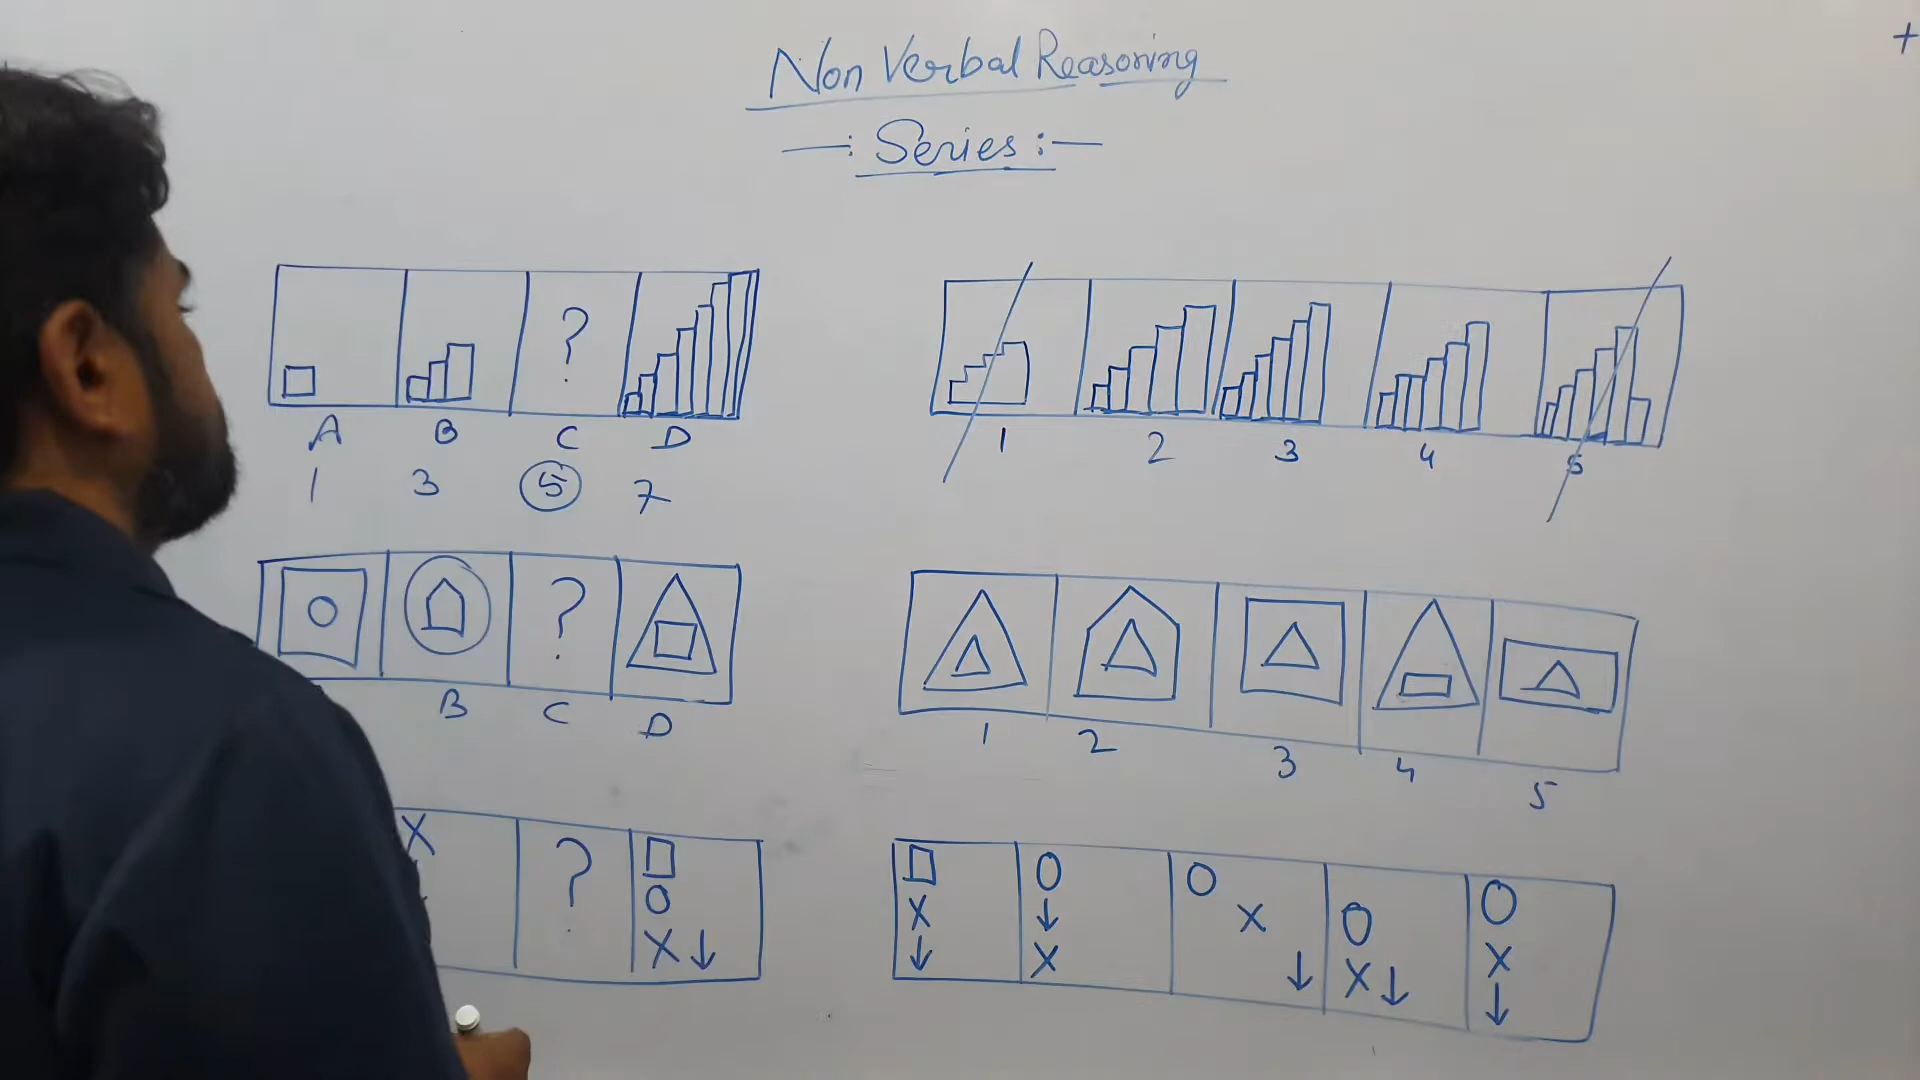 +
Non Verbal Reasoning
—: Series :—
?
A B C D
1 2 3 4 5
1 3 5 7
?
B C D
1 2 3 4 5
X ?
O
X ↓
X
↓
O
↓
X
O
X
↓
O
X ↓
O
X
↓